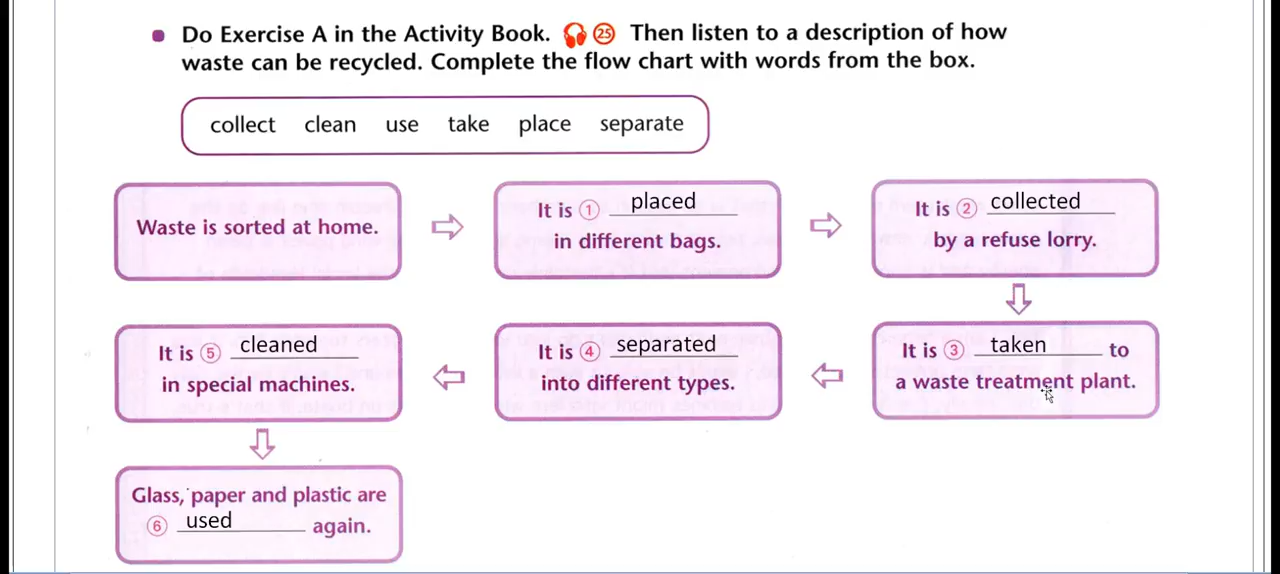 Do Exercise A in the Activity Book. 25 Then listen to a description of how
waste can be recycled. Complete the flow chart with words from the box.
collect clean use take place separate
Waste is sorted at home.
It is 1 placed
in different bags.
It is 2 collected
by a refuse lorry.
It is 3 taken to
a waste treatment plant.
It is 4 separated
into different types.
It is 5 cleaned
in special machines.
Glass, paper and plastic are
6 used again.